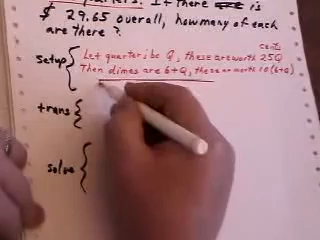 quarters. If there is
$ 29.65 overall, how many of each
are there ?
cents
setup { Let quarters be Q, these are worth 25Q
Then dimes are 6+Q, these are worth 10(6+Q)
trans {
solve {